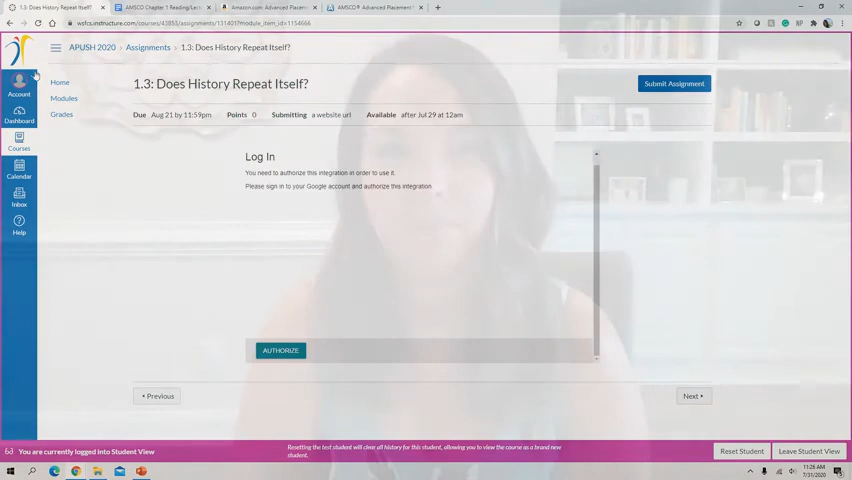 1.3: Does History Repeat Itself?
AMSCO Chapter 1 Reading/Lect
Amazon.com: Advanced Placement
AMSCO® Advanced Placement
wsfcs.instructure.com/courses/43853/assignments/1314017module_item_id=1154666
APUSH 2020 › Assignments › 1.3: Does History Repeat Itself?
Account
Dashboard
Courses
Calendar
Inbox
Help
Home
Modules
Grades
1.3: Does History Repeat Itself?
Submit Assignment
Due Aug 21 by 11:59pm Points 0 Submitting a website url Available after Jul 29 at 12am
Log In
You need to authorize this integration in order to use it.
Please sign in to your Google account and authorize this integration
AUTHORIZE
Previous
Next
You are currently logged into Student View
Resetting the test student will clear all history for this student, allowing you to view the course as a brand new
student.
Reset Student
Leave Student View
11:26 AM
7/31/2020